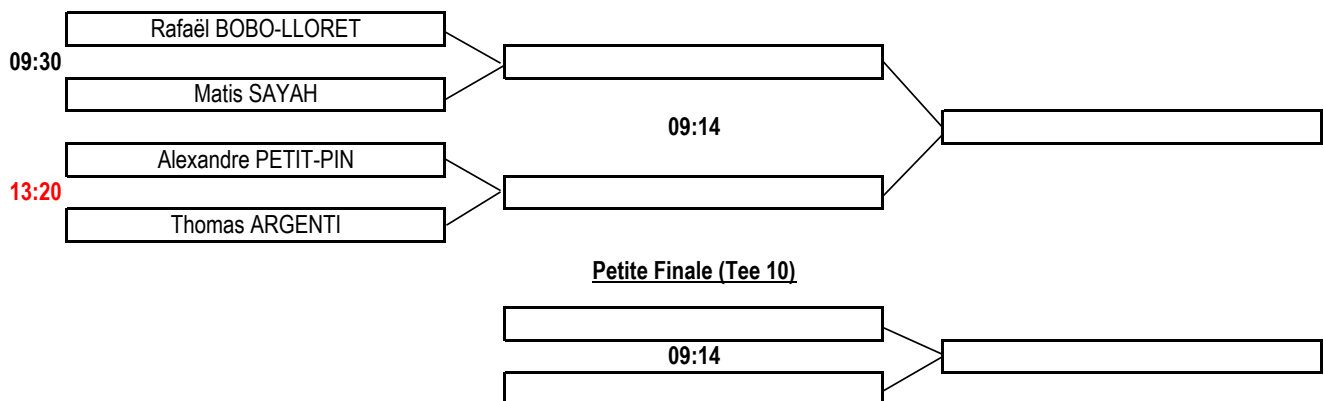 Rafaël BOBO-LLORET
09:30
Matis SAYAH
09:14
Alexandre PETIT-PIN
13:20
Thomas ARGENTI
Petite Finale (Tee 10)
09:14